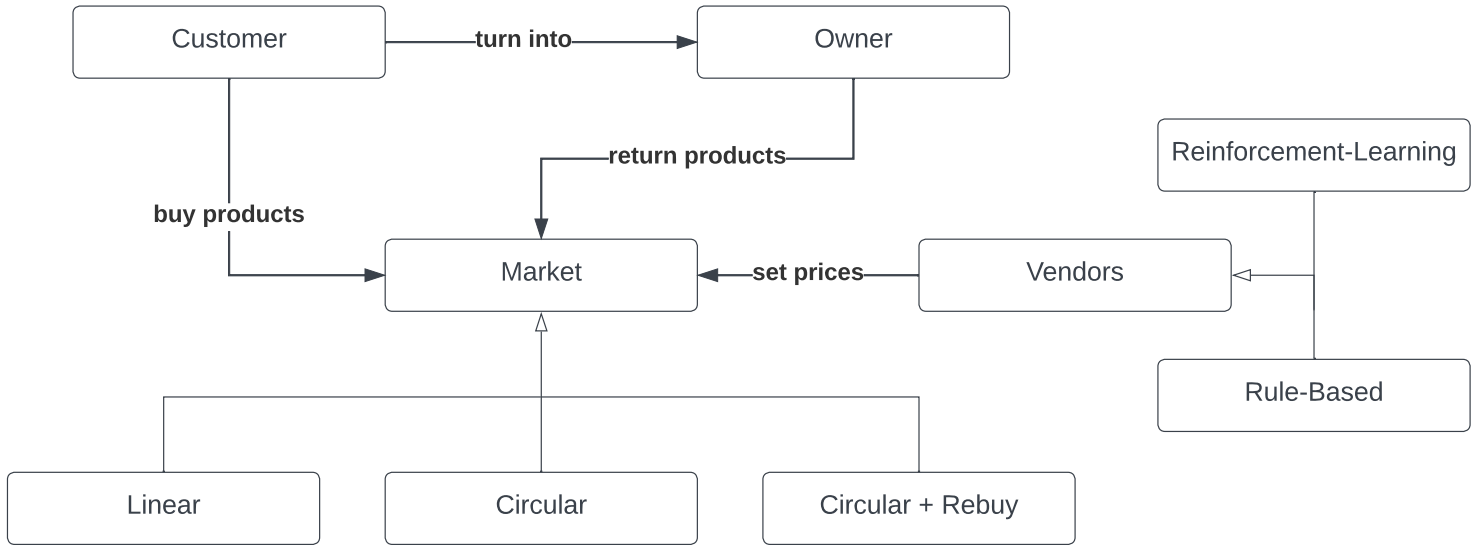 Customer
turn into
Owner
return products
Reinforcement-Learning
buy products
Market
set prices
Vendors
Rule-Based
Linear
Circular
Circular + Rebuy